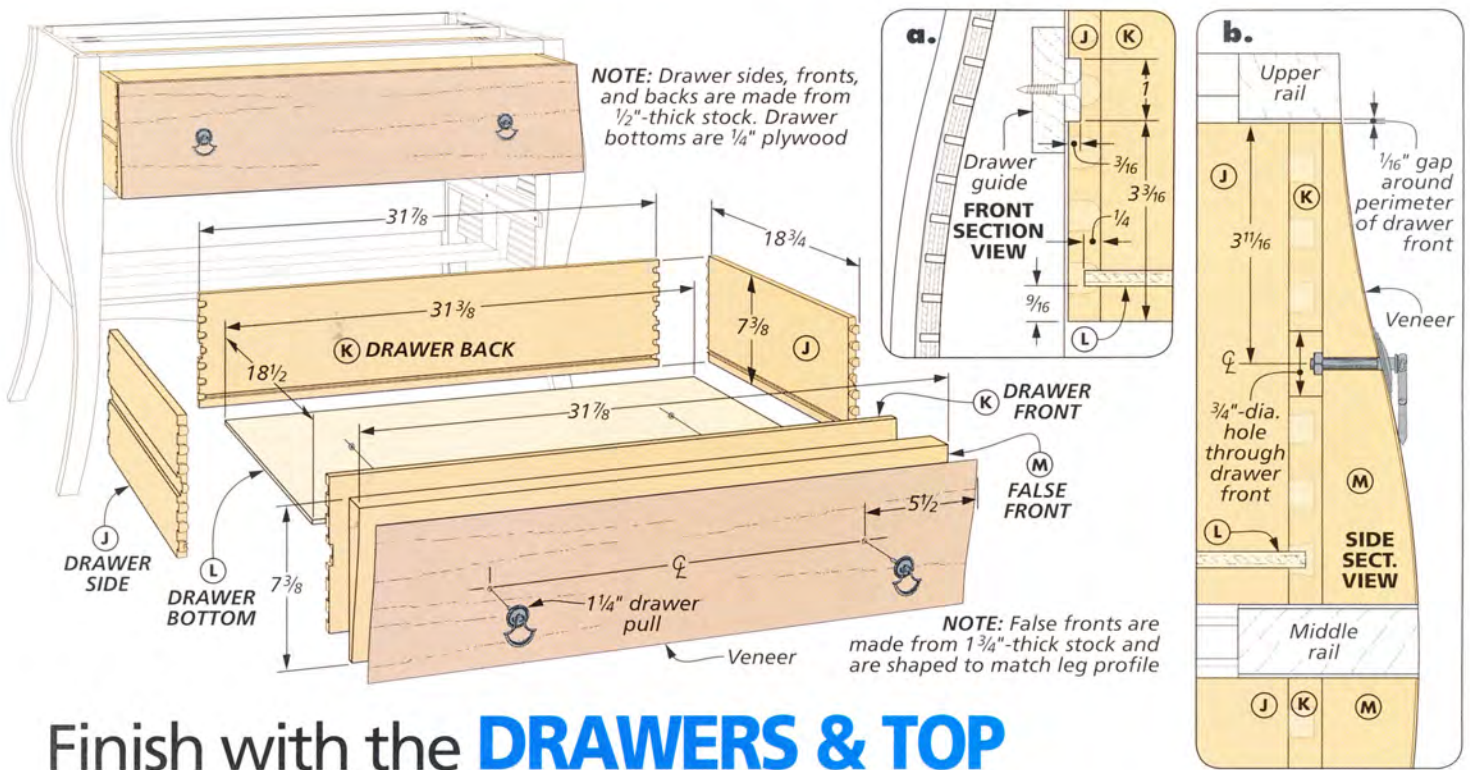 NOTE: Drawer sides, fronts,
and backs are made from
½"-thick stock. Drawer
bottoms are ¼" plywood
31⅞
18¾
31⅜
7⅜
K DRAWER BACK
J
18½
31⅞
K DRAWER
FRONT
M
FALSE
FRONT
5½
J
DRAWER
SIDE
L
DRAWER
BOTTOM
7⅜
C
L
1¼" drawer
pull
Veneer
NOTE: False fronts are
made from 1¾"-thick stock and
are shaped to match leg profile
a.
J
K
1
Drawer
guide
3/16
3 3/16
FRONT
SECTION
VIEW
¼
9/16
L
b.
Upper
rail
1/16" gap
around
perimeter
of drawer
front
J
K
3 11/16
Veneer
C
L
¾"-dia.
hole
through
drawer
front
M
L
SIDE
SECT.
VIEW
Middle
rail
J
K
M
Finish with the DRAWERS & TOP